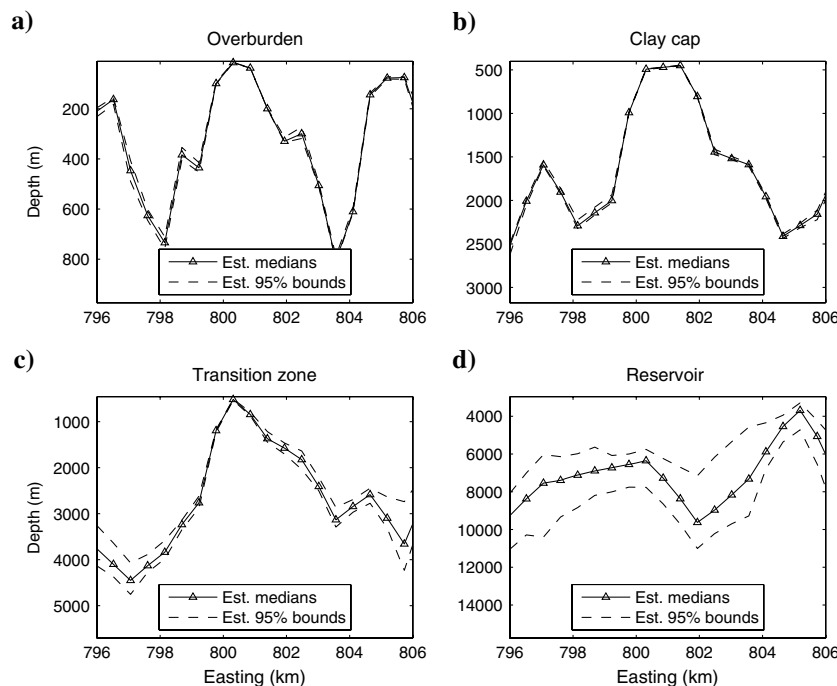 a)
Overburden
200
400
600
800
Depth (m)
Est. medians
Est. 95% bounds
796 798 800 802 804 806
b)
Clay cap
500
1000
1500
2000
2500
3000
Est. medians
Est. 95% bounds
796 798 800 802 804 806
c)
Transition zone
1000
2000
3000
4000
5000
Depth (m)
Est. medians
Est. 95% bounds
796 798 800 802 804 806
Easting (km)
d)
Reservoir
4000
6000
8000
10000
12000
14000
Est. medians
Est. 95% bounds
796 798 800 802 804 806
Easting (km)